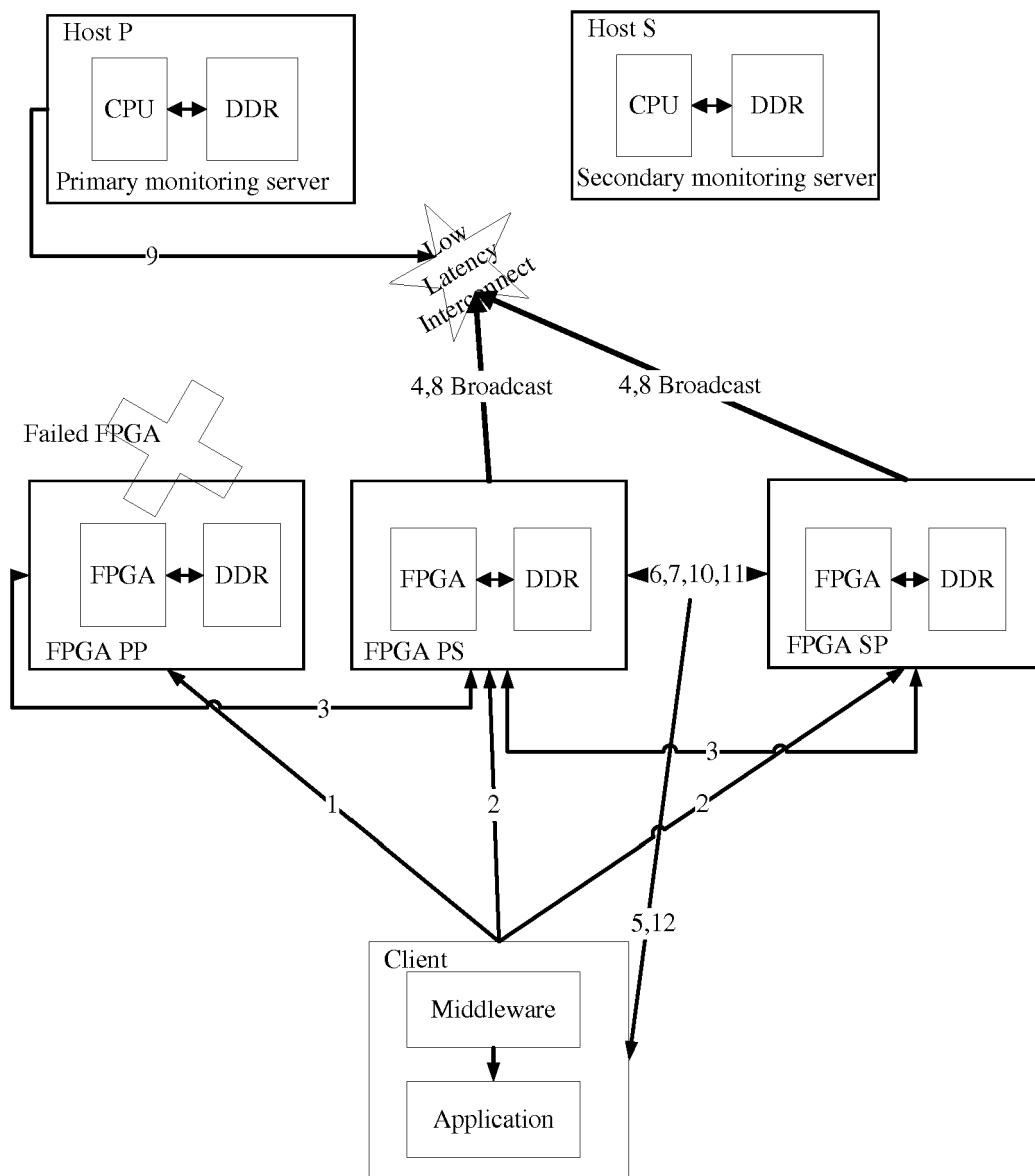 Host P
CPU
DDR
Primary monitoring server
Host S
CPU
DDR
Secondary monitoring server
9
Low
Latency
Interconnect
4,8 Broadcast
4,8 Broadcast
Failed FPGA
FPGA
DDR
FPGA PP
FPGA
DDR
FPGA PS
6,7,10,11
FPGA
DDR
FPGA SP
3
3
1
2
2
5,12
Client
Middleware
Application